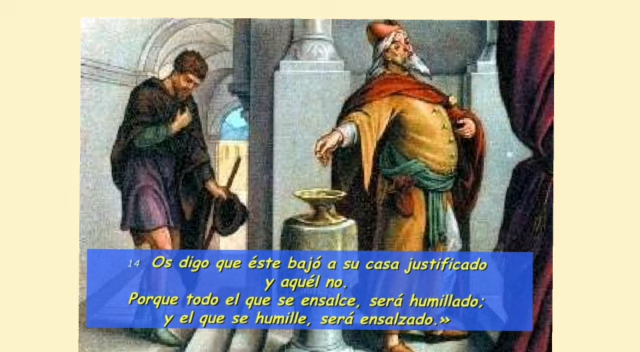 14 Os digo que éste bajó a su casa justificado
y aquél no.
Porque todo el que se ensalce, será humillado;
y el que se humille, será ensalzado.»